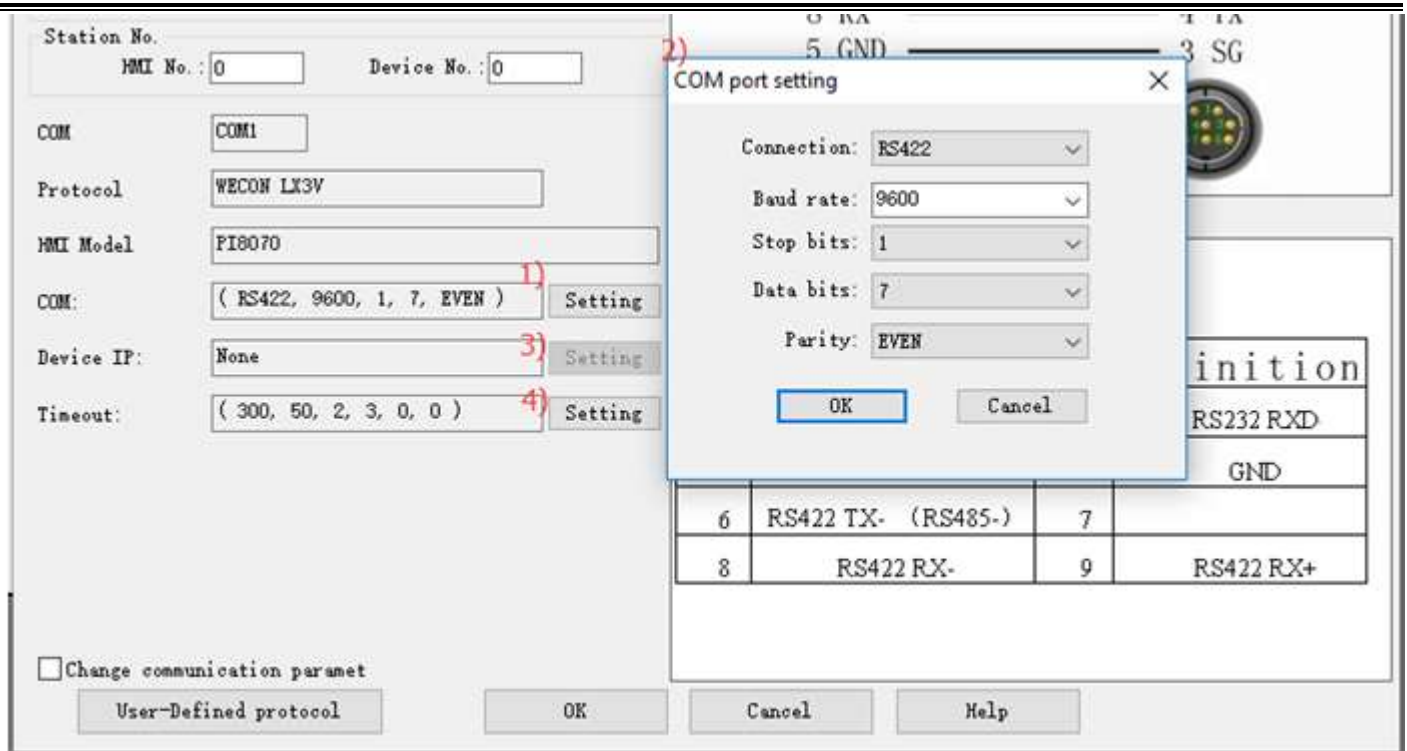 Station No.
HMI No.: 0 Device No.: 0
COM COM1
Protocol WECON LX3V
HMI Model PI8070
1)
COM: ( RS422, 9600, 1, 7, EVEN ) Setting
3)
Device IP: None Setting
4)
Timeout: ( 300, 50, 2, 3, 0, 0 ) Setting
Change communication paramet
User-Defined protocol OK Cancel Help
5 GND 3 SG
2)
COM port setting
Connection: RS422
Baud rate: 9600
Stop bits: 1
Data bits: 7
Parity: EVEN
OK Cancel
inition
RS232 RXD
GND
6 RS422 TX- (RS485-) 7
8 RS422 RX- 9 RS422 RX+